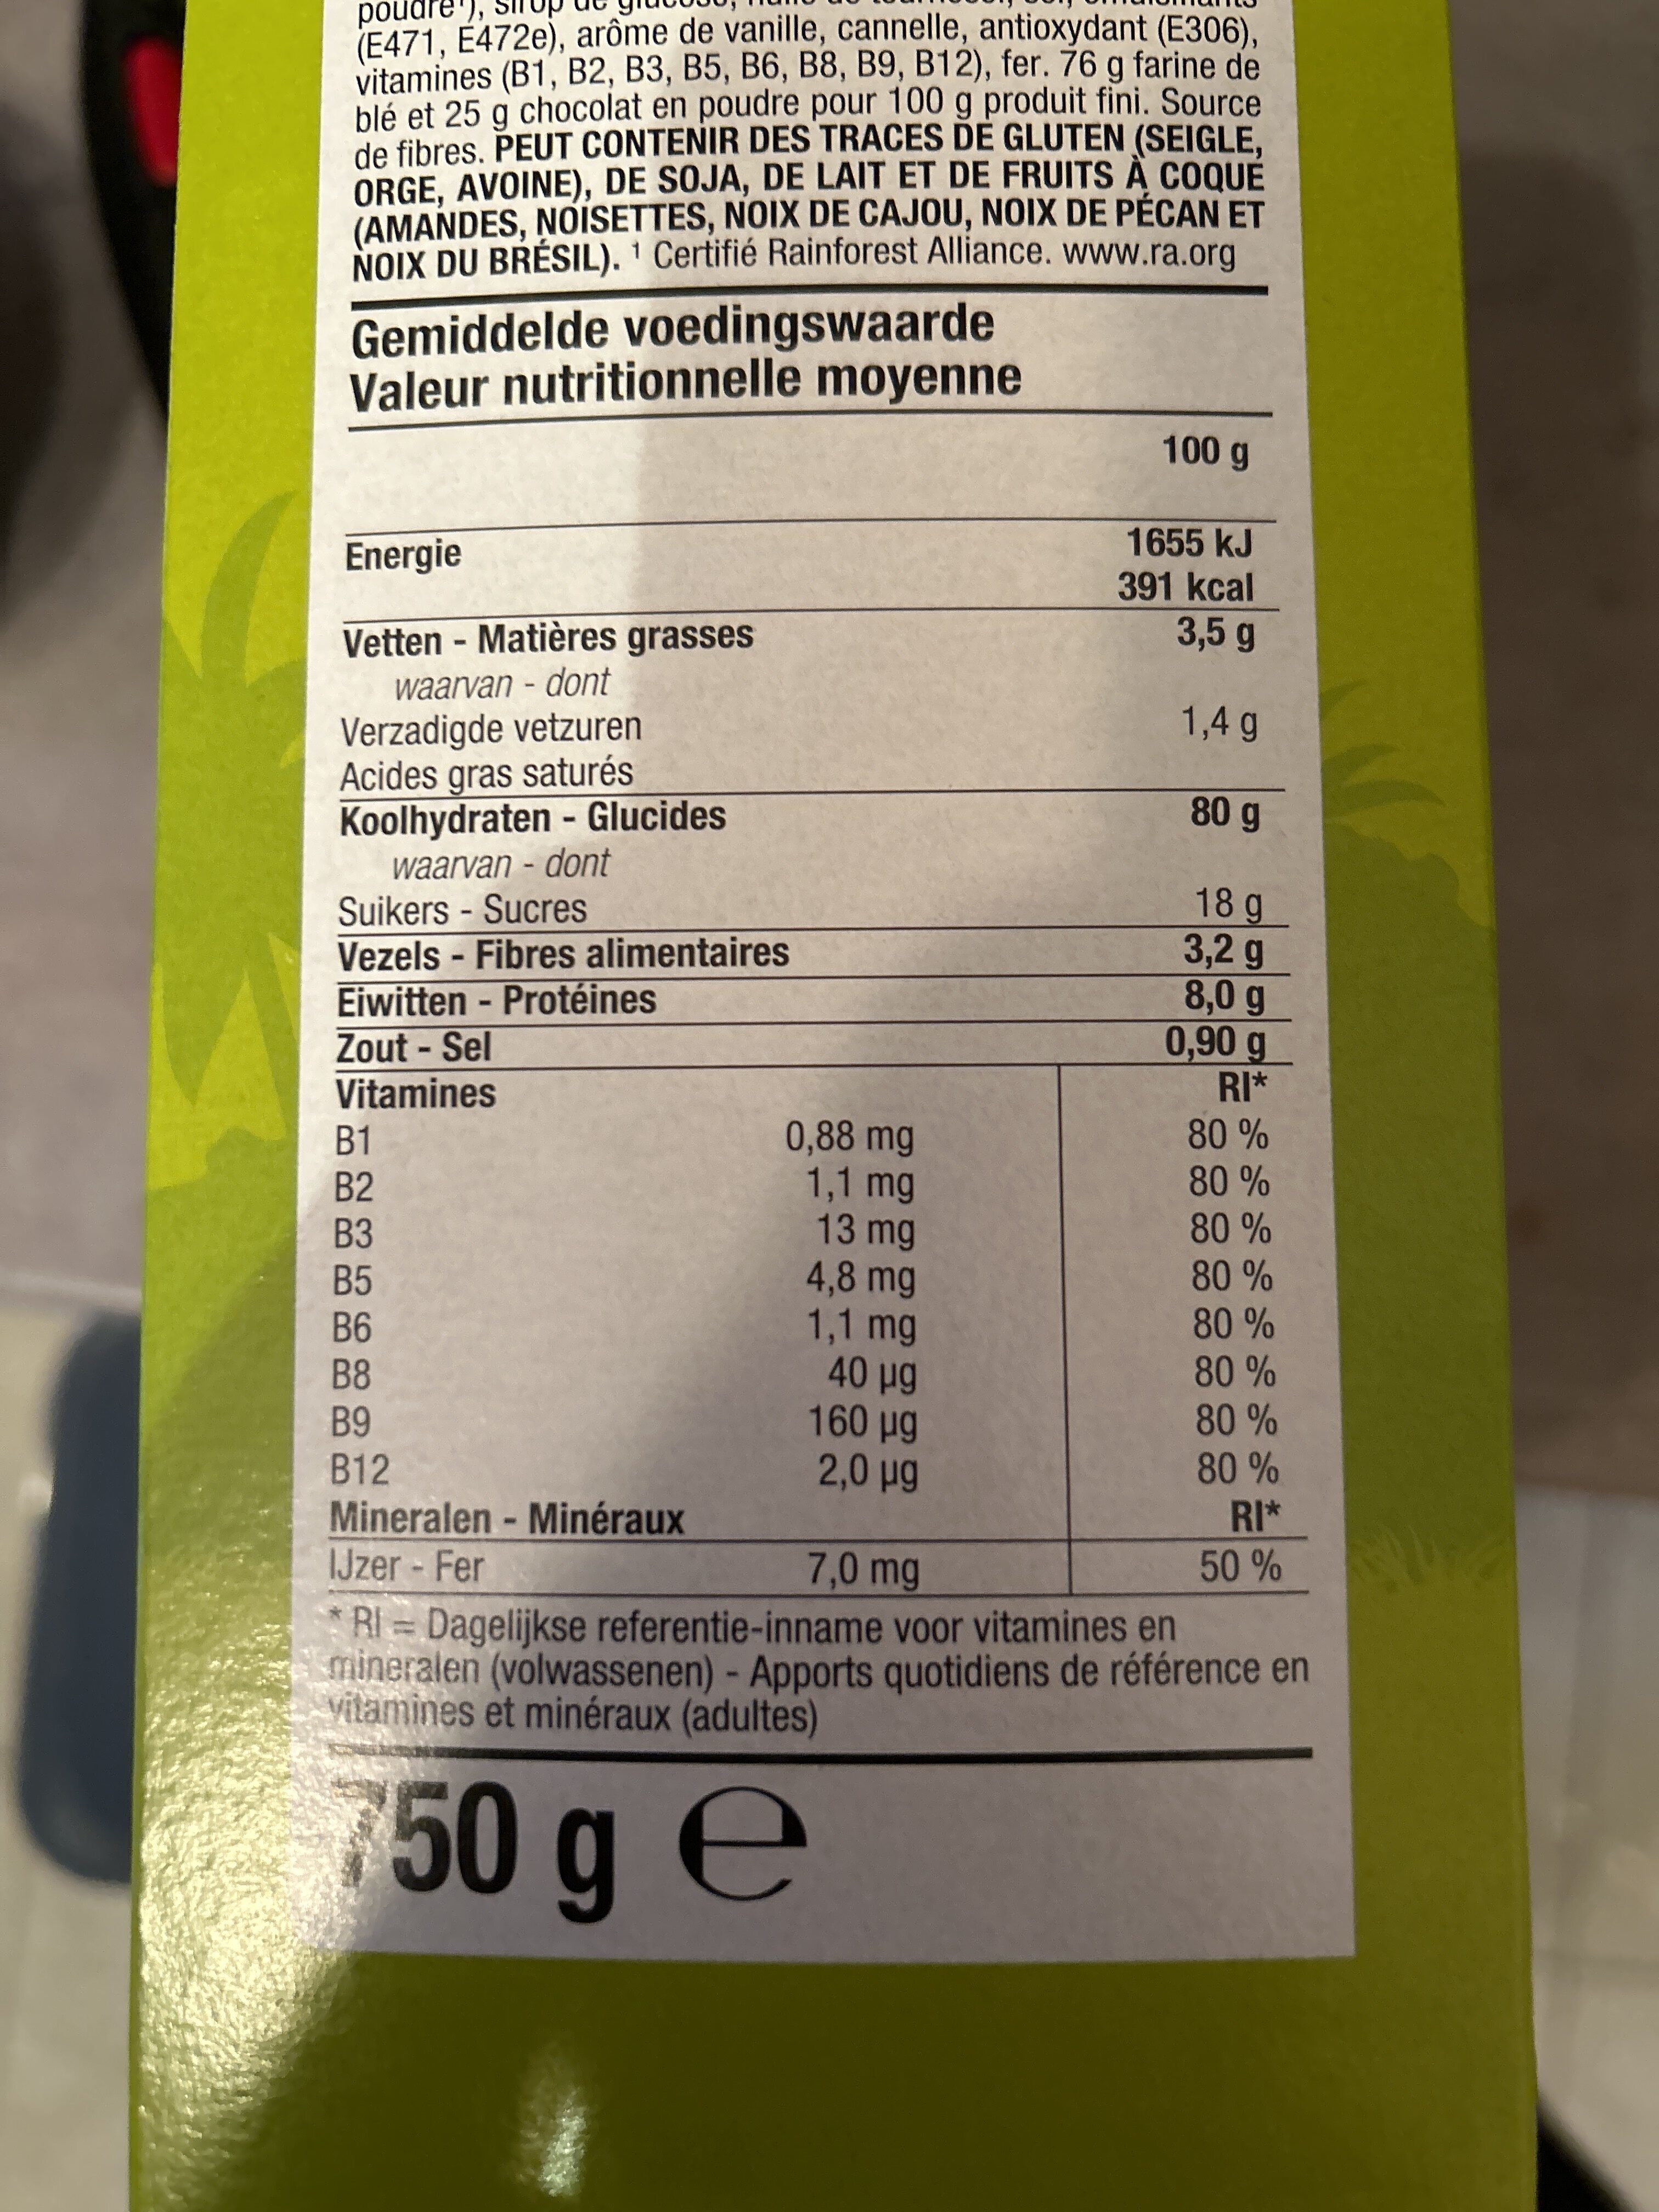 poudre¹), sirop de glucose,
(E471, E472e), arôme de vanille, cannelle, antioxydant (E306),
vitamines (B1, B2, B3, B5, B6, B8, B9, B12), fer. 76 g farine de
blé et 25 g chocolat en poudre pour 100 g produit fini. Source
de fibres. PEUT CONTENIR DES TRACES DE GLUTEN (SEIGLE,
ORGE, AVOINE), DE SOJA, DE LAIT ET DE FRUITS À COQUE
(AMANDES, NOISETTES, NOIX DE CAJOU, NOIX DE PÉCAN ET
NOIX DU BRÉSIL). ¹ Certifié Rainforest Alliance. www.ra.org
Gemiddelde voedingswaarde
Valeur nutritionnelle moyenne
100 g
Energie 1655 kJ
391 kcal
Vetten - Matières grasses 3,5 g
waarvan - dont
Verzadigde vetzuren 1,4 g
Acides gras saturés
Koolhydraten - Glucides 80 g
waarvan - dont
Suikers - Sucres 18 g
Vezels - Fibres alimentaires 3,2 g
Eiwitten - Protéines 8,0 g
Zout - Sel 0,90 g
Vitamines RI*
B1 0,88 mg 80 %
B2 1,1 mg 80 %
B3 13 mg 80 %
B5 4,8 mg 80 %
B6 1,1 mg 80 %
B8 40 µg 80 %
B9 160 µg 80 %
B12 2,0 µg 80 %
Mineralen - Minéraux RI*
IJzer - Fer 7,0 mg 50 %
* RI = Dagelijkse referentie-inname voor vitamines en
mineralen (volwassenen) - Apports quotidiens de référence en
vitamines et minéraux (adultes)
750 g e